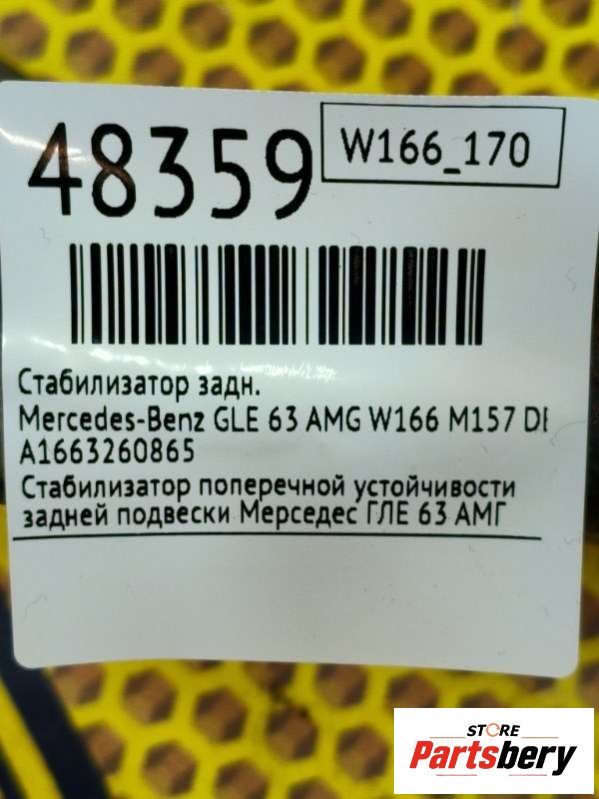 48359
W166_170
Стабилизатор задн.
Mercedes-Benz GLE 63 AMG W166 M157
A1663260865
Стабилизатор поперечной устойчивости
задней подвески Мерседес ГЛЕ 63 АМГ
STORE
Partsbery